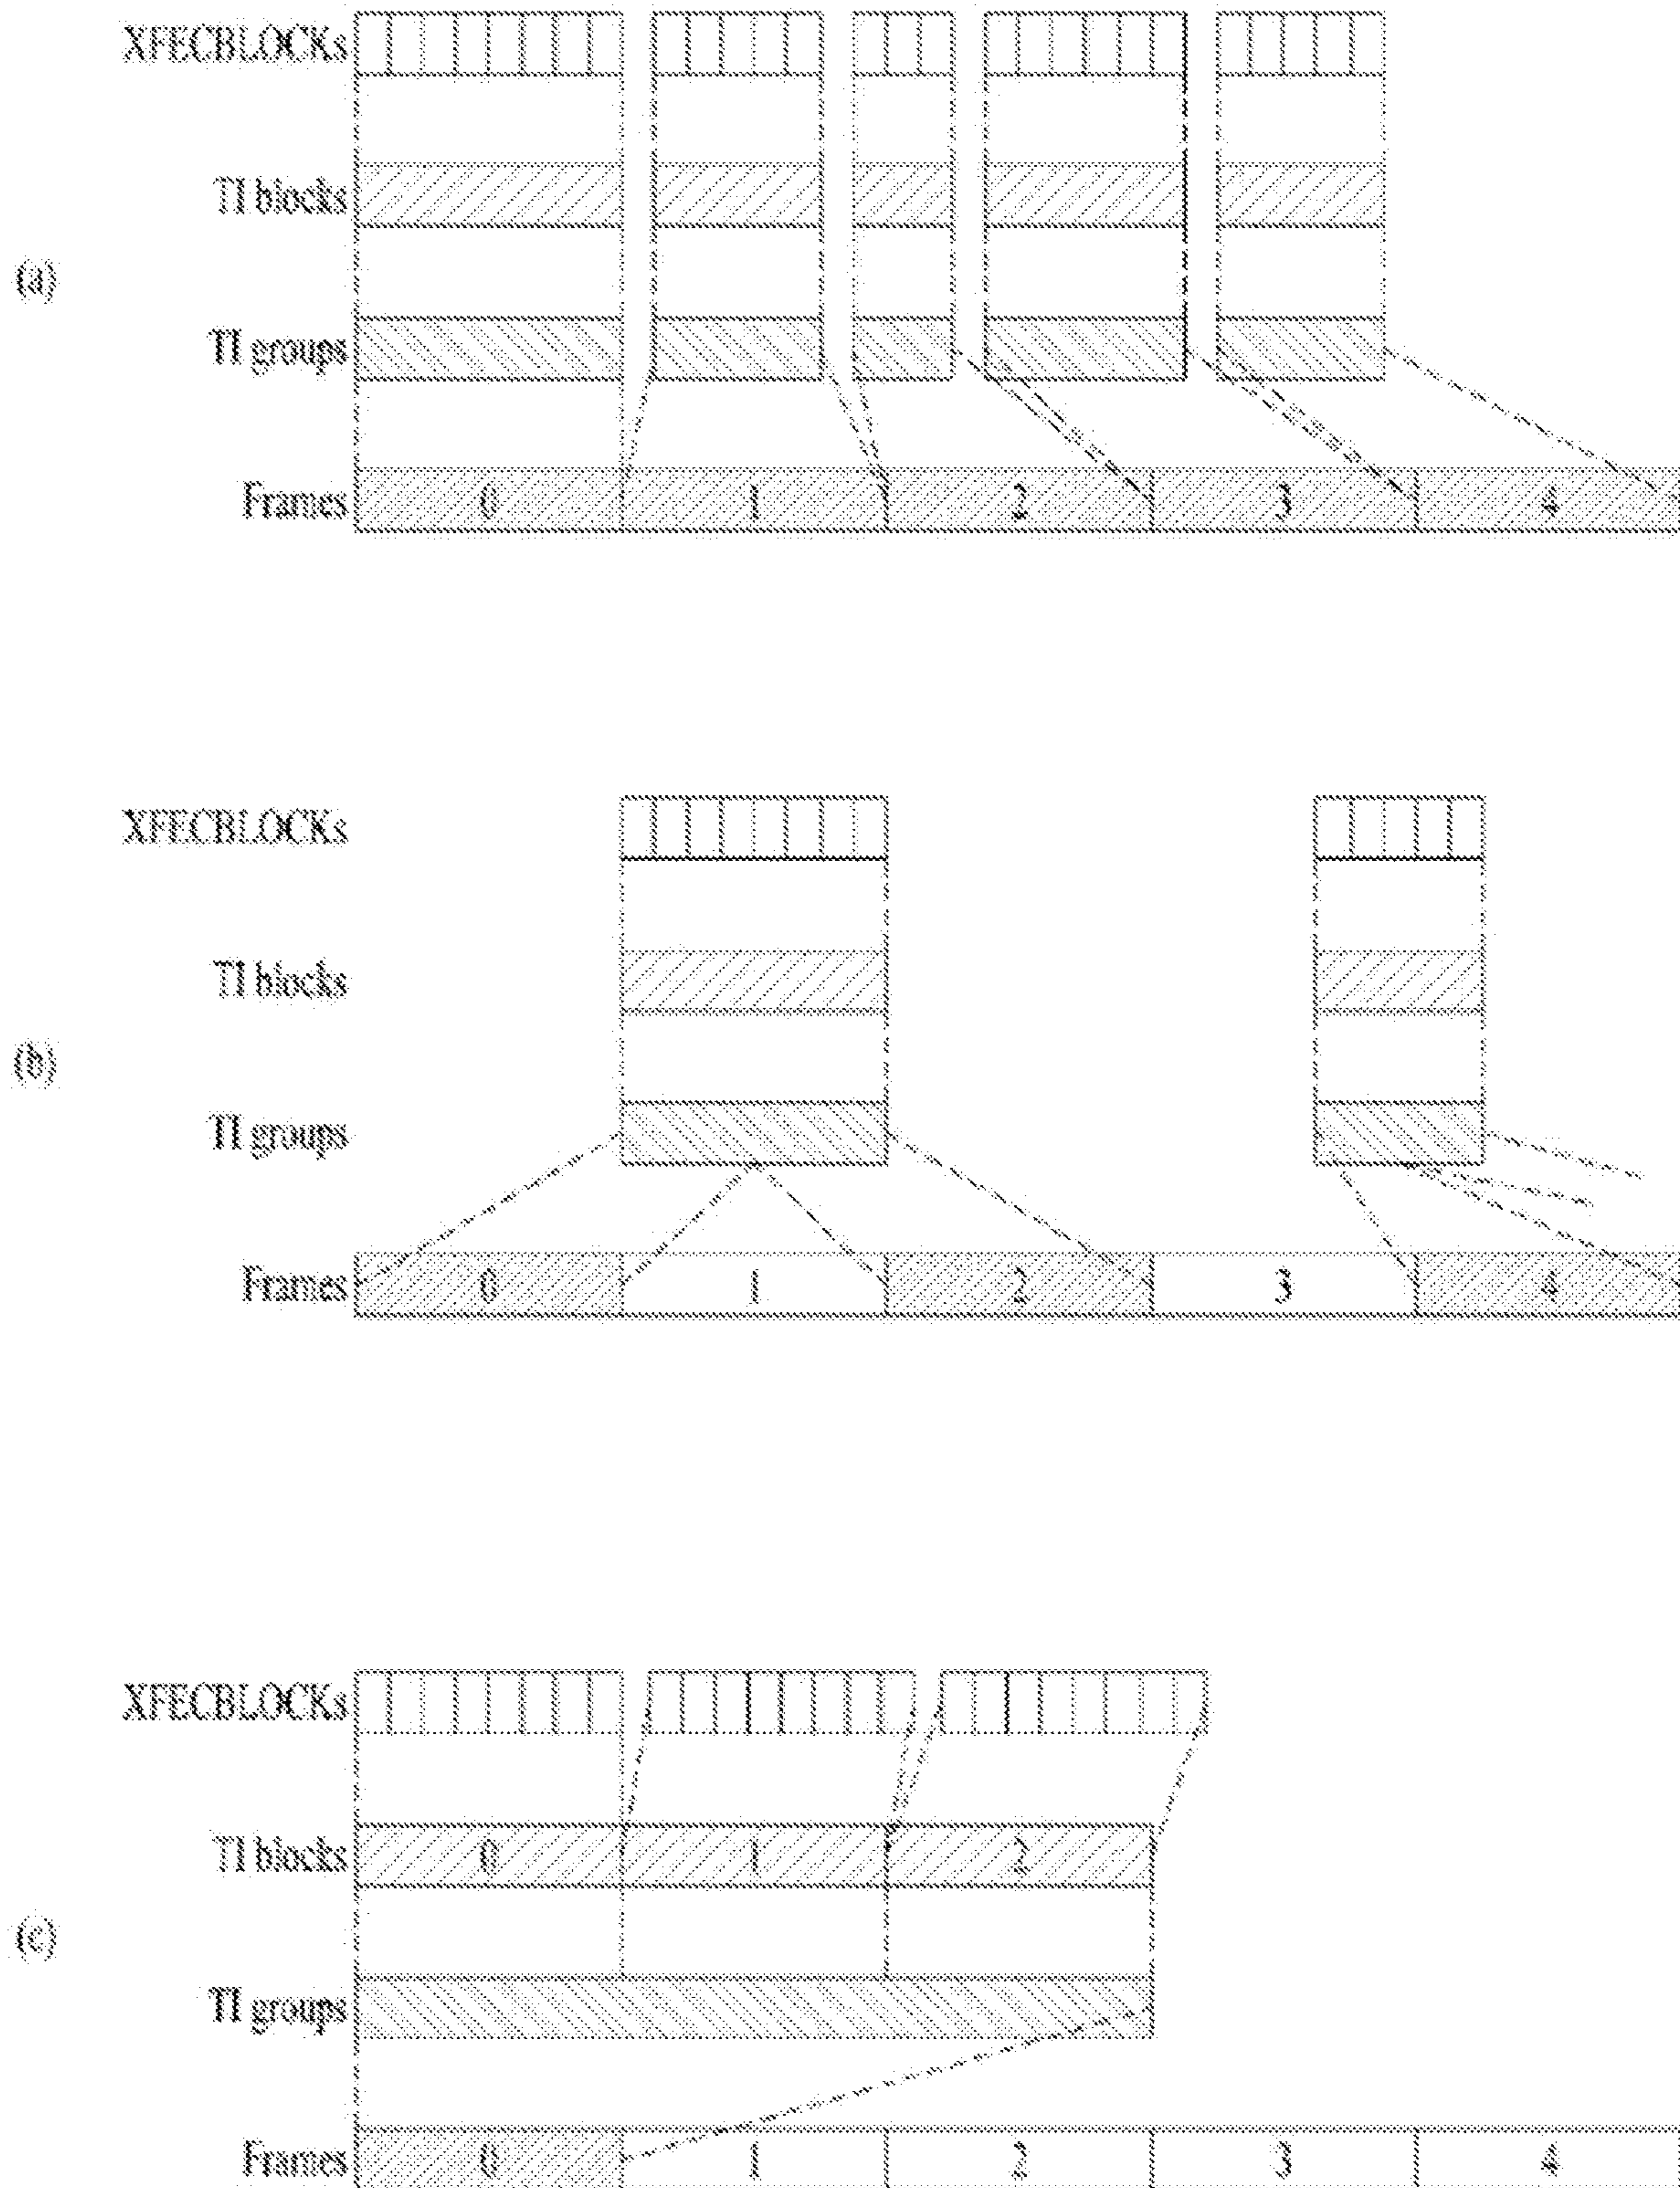 XFECBLOCKs
TI blocks
(a)
TI groups
Frames 0 1 2 3 4
XFECBLOCKs
TI blocks
(b)
TI groups
Frames 0 1 2 3 4
XFECBLOCKs
TI blocks 0 1 2
(c)
TI groups
Frames 0 1 2 3 4